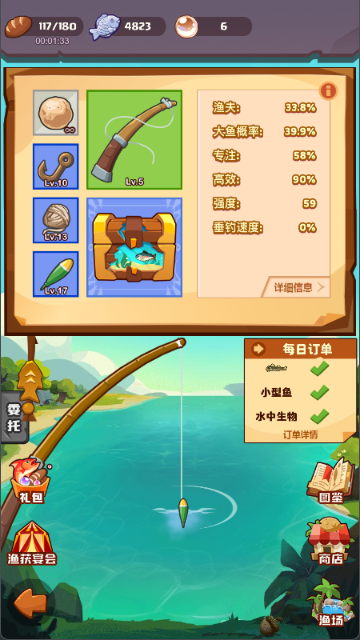 117/180
4823
6
00:01:33
∞
Lv.10
Lv.13
Lv.17
Lv.5
渔夫: 33.8%
大鱼概率: 39.9%
专注: 58%
高效: 90%
强度: 59
垂钓速度: 0%
详细信息
每日订单
小型鱼
水中生物
订单详情
委托
礼包
渔获宴会
图鉴
商店
渔场